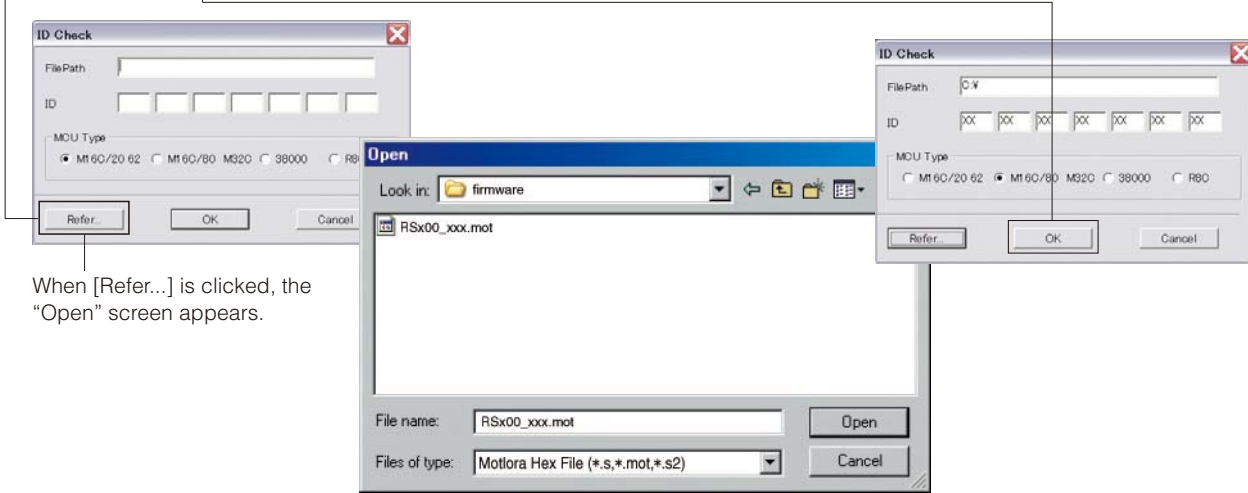 ID Check
FilePath
ID
MCU Type
M16C/20 62 M16C/80 M32C 38000 R8
Refer... OK Cancel
When [Refer...] is clicked, the
“Open” screen appears.
Open
Look in: firmware
RSx00_xxx.mot
File name: RSx00_xxx.mot Open
Files of type: Motlora Hex File (*.s,*.mot,*.s2) Cancel
ID Check
FilePath C:¥
ID XX XX XX XX XX XX XX
MCU Type
M16C/20 62 M16C/80 M32C 38000 R8C
Refer... OK Cancel